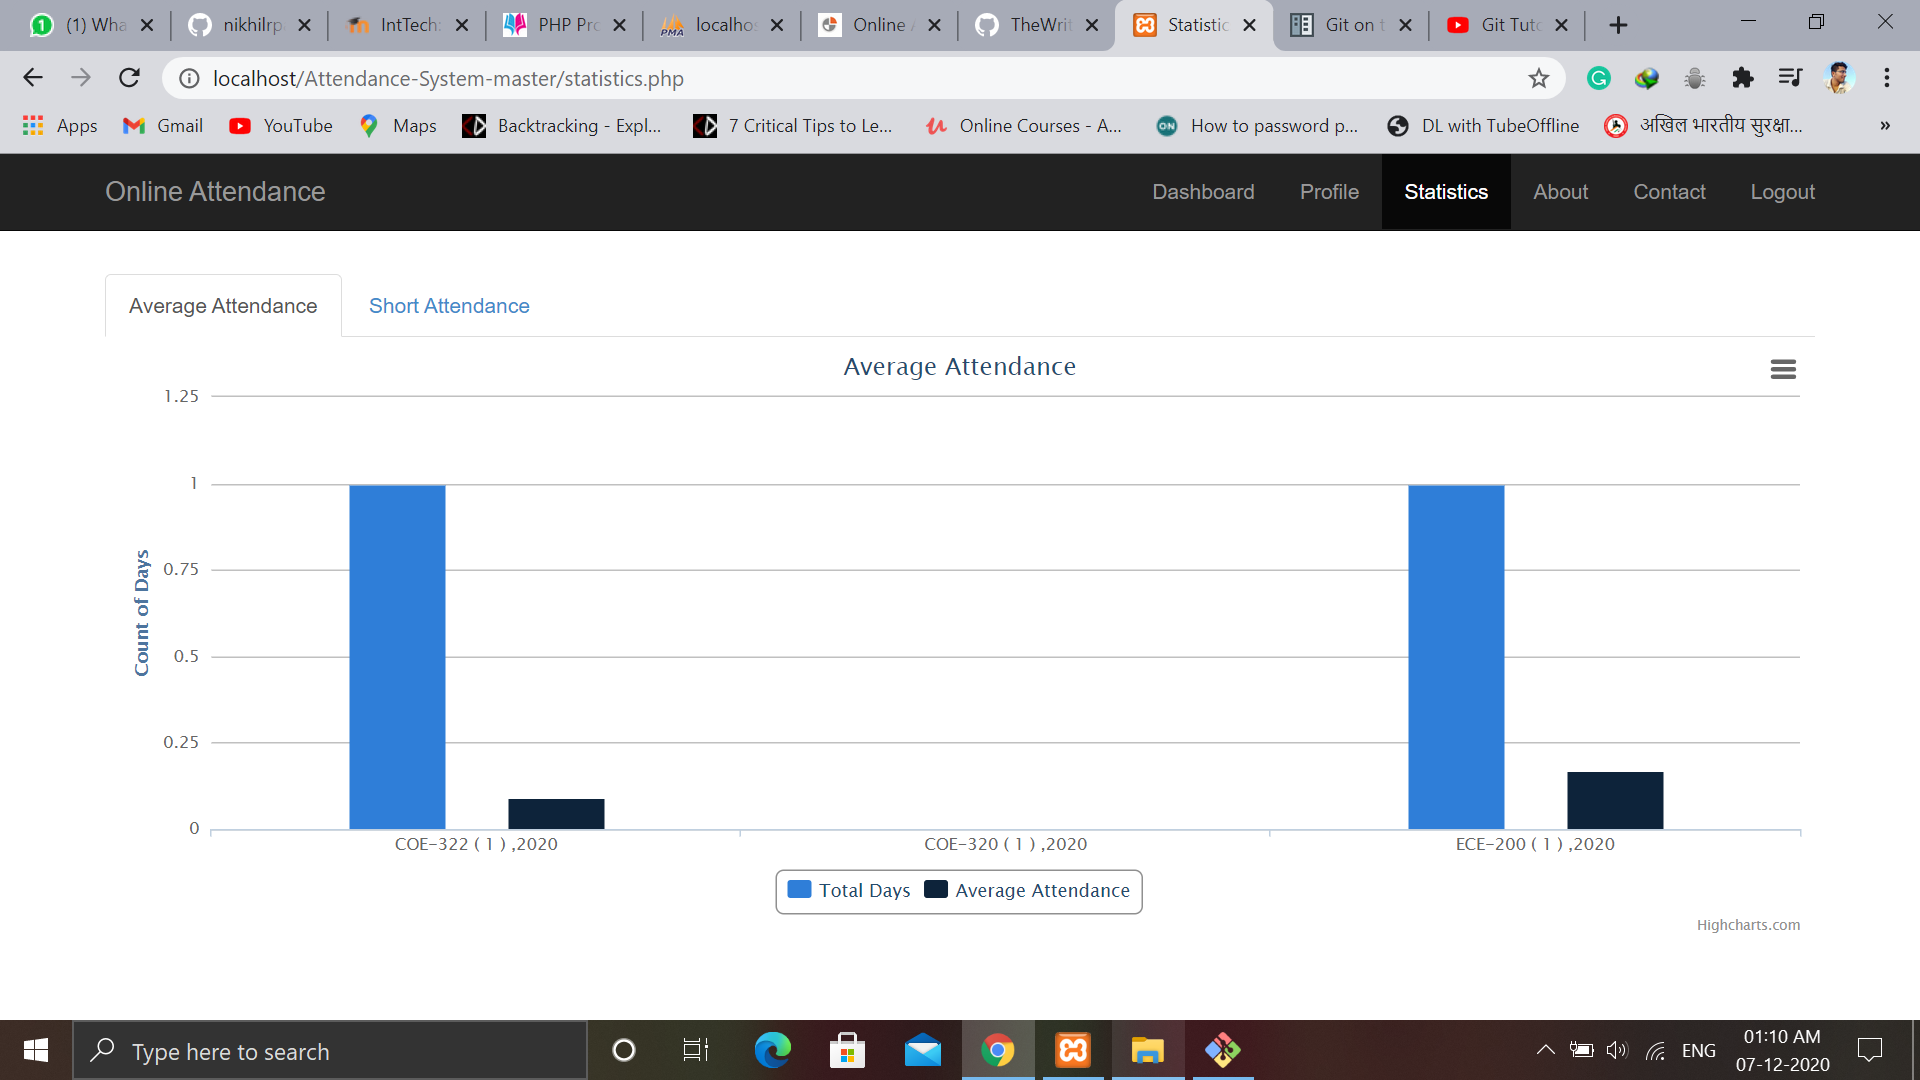 (1) Wha
nikhilrp
IntTech:
PHP Pro
localhos
Online A
TheWrit
Statistic
Git on t
Git Tuto
localhost/Attendance-System-master/statistics.php
Apps
Gmail
YouTube
Maps
Backtracking - Expl...
7 Critical Tips to Le...
Online Courses - A...
How to password p...
DL with TubeOffline
अखिल भारतीय सुरक्षा...
»
Online Attendance
Dashboard
Profile
Statistics
About
Contact
Logout
Average Attendance
Short Attendance
Average Attendance
1.25
1
0.75
0.5
0.25
0
Count of Days
COE-322 ( 1 ) ,2020
COE-320 ( 1 ) ,2020
ECE-200 ( 1 ) ,2020
Total Days
Average Attendance
Highcharts.com
Type here to search
ENG
01:10 AM
07-12-2020